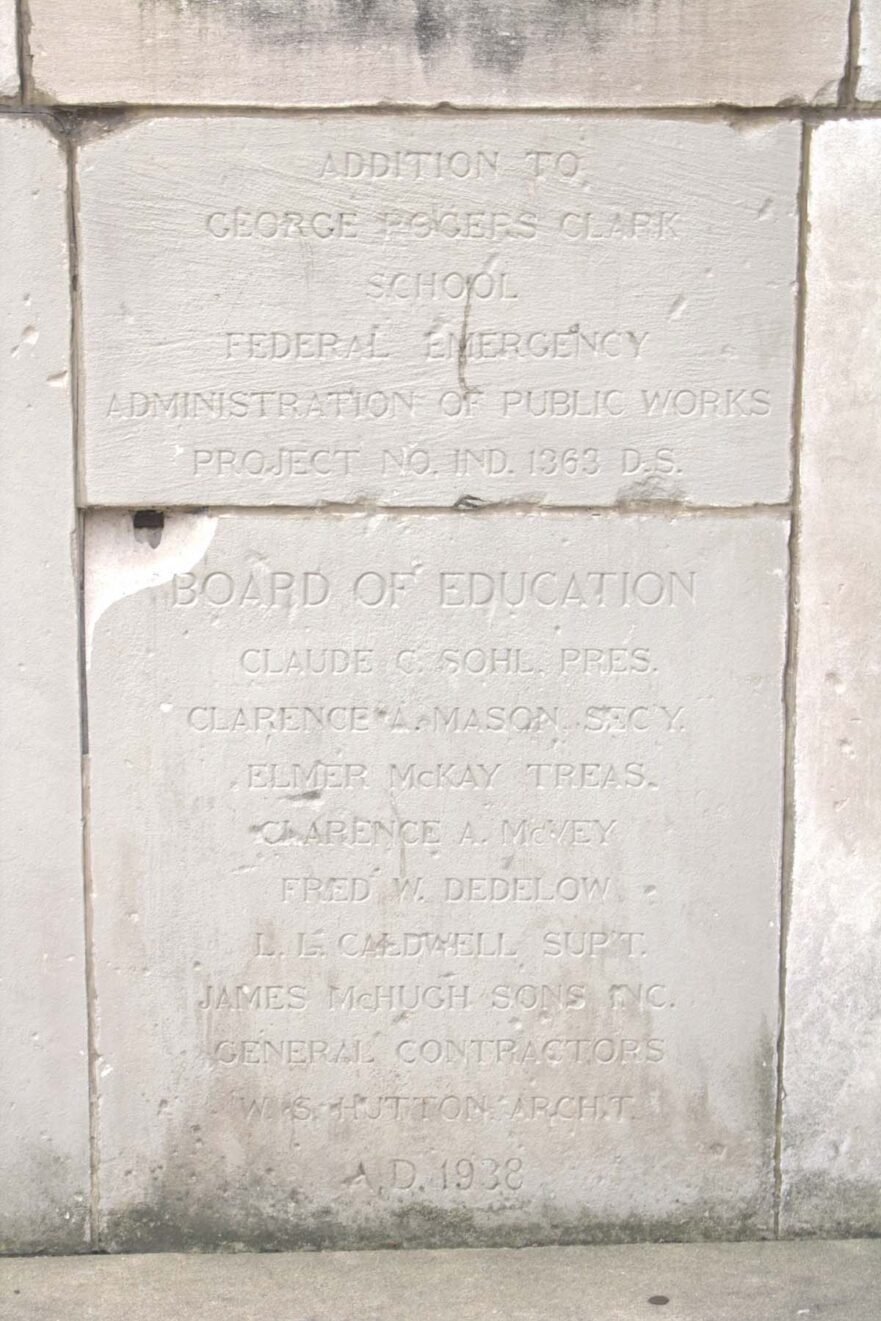 ADDITION TO
GEORGE ROGERS CLARK
SCHOOL
FEDERAL EMERGENCY
ADMINISTRATION OF PUBLIC WORKS
PROJECT NO. IND. 1363 D.S.
BOARD OF EDUCATION
CLAUDE C. SOHL, PRES.
CLARENCE A. MASON, SEC'Y.
ELMER McKAY TREAS.
CLARENCE A. McVEY
FRED W. DEDELOW
L. L. CALDWELL SUP'T.
JAMES McHUGH SONS INC.
GENERAL CONTRACTORS
W. S. HUTTON ARCH'T.
A.D. 1938